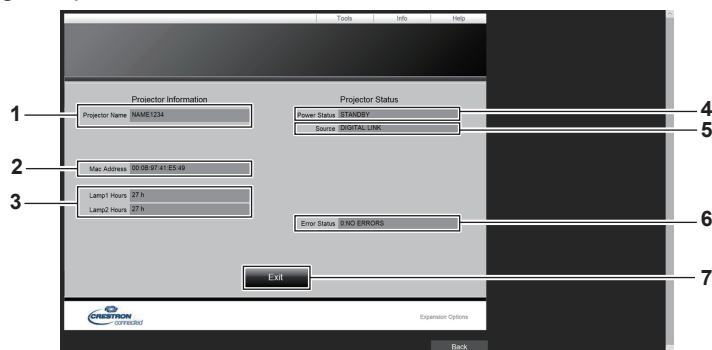 Tools Info Help
Projector Information Projector Status
1 Projector Name NAME1234 Power Status STANDBY 4
Source DIGITAL LINK 5
2 Mac Address 00:0B:97:41:E5:49
3 Lamp1 Hours 27 h
Lamp2 Hours 27 h
Error Status 0:NO ERRORS 6
Exit 7
CRESTRON connected Expansion Options
Back